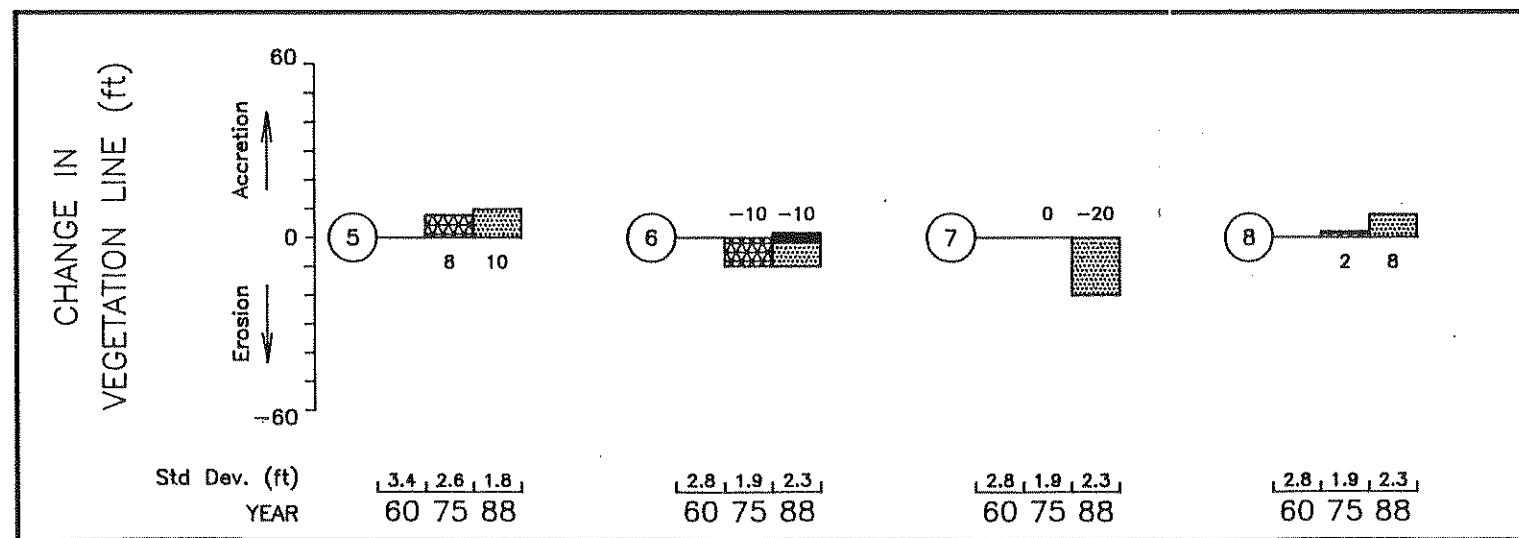 CHANGE IN
VEGETATION LINE (ft)
Accretion
Erosion
60
0
-60
5
8 10
6
-10 -10
7
0 -20
8
2 8
Std Dev. (ft) 3.4 2.6 1.8 2.8 1.9 2.3 2.8 1.9 2.3 2.8 1.9 2.3
YEAR 60 75 88 60 75 88 60 75 88 60 75 88